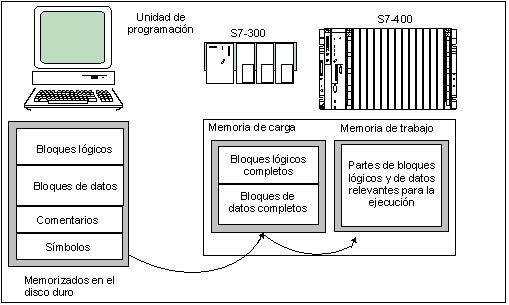 Unidad de
programación
S7-300
S7-400
Bloques lógicos
Bloques de datos
Comentarios
Símbolos
Memorizados en el
disco duro
Memoria de carga
Bloques lógicos
completos
Bloques de
datos completos
Memoria de trabajo
Partes de bloques
lógicos y de datos
relevantes para la
ejecución